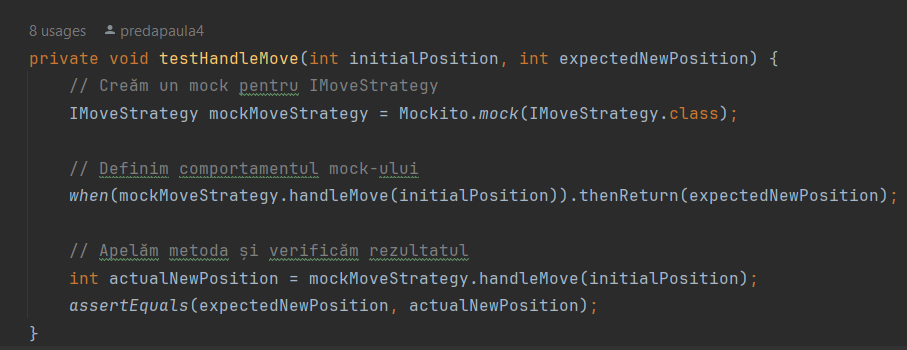 8 usages predapaula4
private void testHandleMove(int initialPosition, int expectedNewPosition) {
// Creăm un mock pentru IMoveStrategy
IMoveStrategy mockMoveStrategy = Mockito.mock(IMoveStrategy.class);
// Definim comportamentul mock-ului
when(mockMoveStrategy.handleMove(initialPosition)).thenReturn(expectedNewPosition);
// Apelăm metoda și verificăm rezultatul
int actualNewPosition = mockMoveStrategy.handleMove(initialPosition);
assertEquals(expectedNewPosition, actualNewPosition);
}